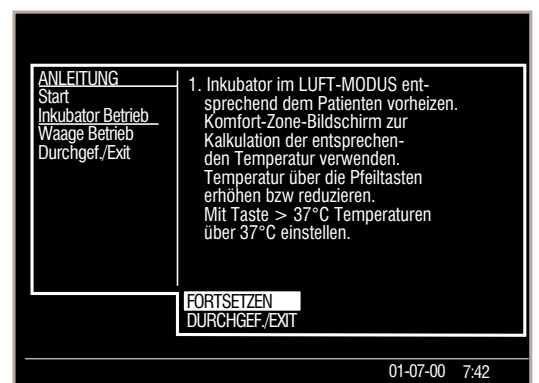 ANLEITUNG
Start
Inkubator Betrieb
Waage Betrieb
Durchgef./Exit
1. Inkubator im LUFT-MODUS ent-
sprechend dem Patienten vorheizen.
Komfort-Zone-Bildschirm zur
Kalkulation der entsprechen-
den Temperatur verwenden.
Temperatur über die Pfeiltasten
erhöhen bzw reduzieren.
Mit Taste > 37°C Temperaturen
über 37°C einstellen.
FORTSETZEN
DURCHGEF./EXIT
01-07-00 7:42